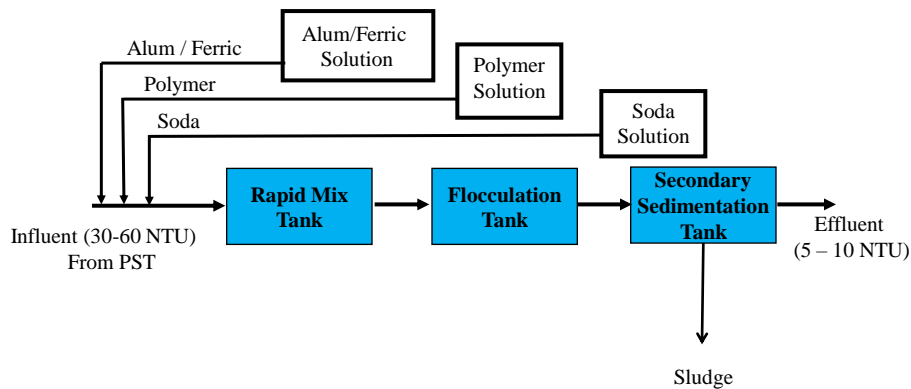 Alum/Ferric
Solution
Alum / Ferric
Polymer
Solution
Polymer
Soda
Solution
Soda
Rapid Mix
Tank
Flocculation
Tank
Secondary
Sedimentation
Tank
Influent (30-60 NTU)
From PST
Effluent
(5 – 10 NTU)
Sludge